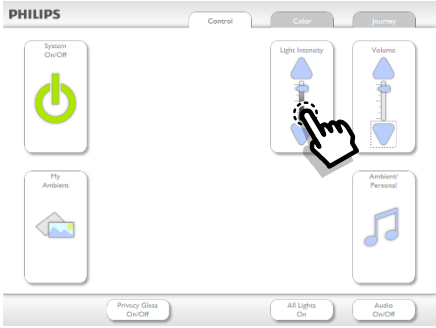 PHILIPS
Control
Color
Journey
System
On/Off
Light Intensity
Volume
My
Ambient
Ambient/
Personal
Privacy Glass
On/Off
All Lights
On
Audio
On/Off